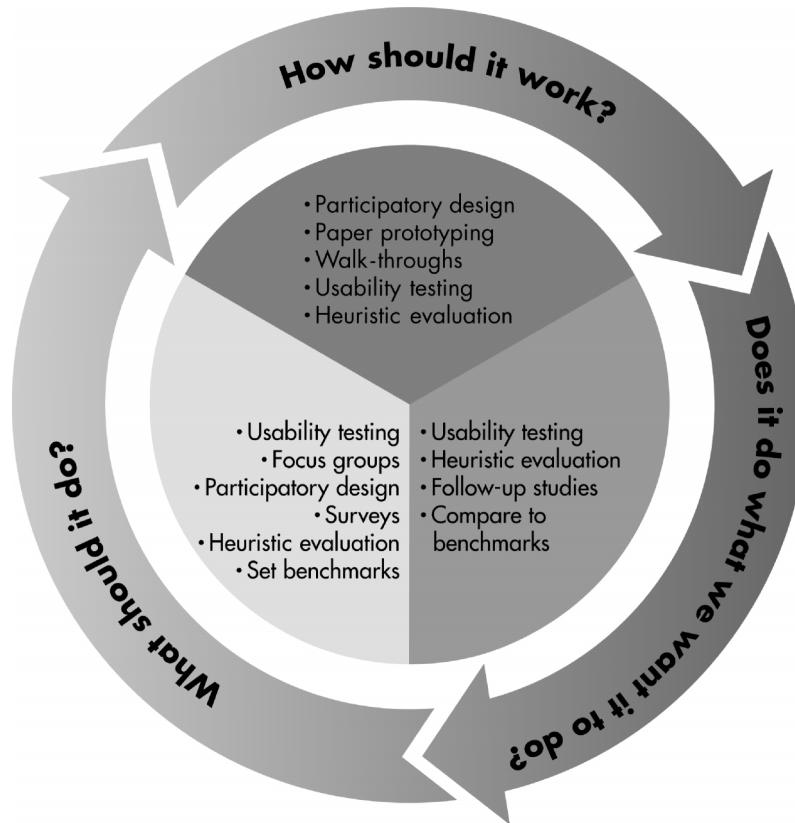 How should it work?
• Participatory design
• Paper prototyping
• Walk-throughs
• Usability testing
• Heuristic evaluation
Does it do what we want it to do?
• Usability testing
• Heuristic evaluation
• Follow-up studies
• Compare to
benchmarks
What should it do?
• Usability testing
• Focus groups
• Participatory design
• Surveys
• Heuristic evaluation
• Set benchmarks